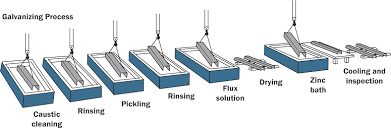 Galvanizing Process
Caustic
cleaning
Rinsing
Pickling
Rinsing
Flux
solution
Drying
Zinc
bath
Cooling and
inspection